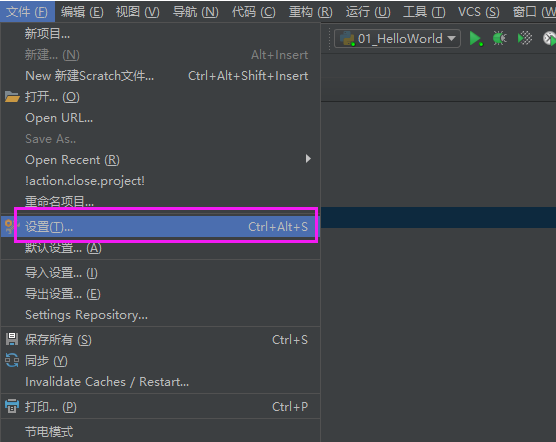 文件 (F) 编辑 (E) 视图 (V) 导航 (N) 代码 (C) 重构 (R) 运行 (U) 工具 (T) VCS (S) 窗口 (W
新项目...
01_HelloWorld
新建... (N) Alt+Insert
New 新建Scratch文件... Ctrl+Alt+Shift+Insert
打开... (O)
Open URL...
Save As..
Open Recent (R)
!action.close.project!
重命名项目...
设置(T)... Ctrl+Alt+S
默认设置... (A)
导入设置... (I)
导出设置... (E)
Settings Repository...
保存所有 (S) Ctrl+S
同步 (Y)
Invalidate Caches / Restart...
打印... (P) Ctrl+P
节电模式